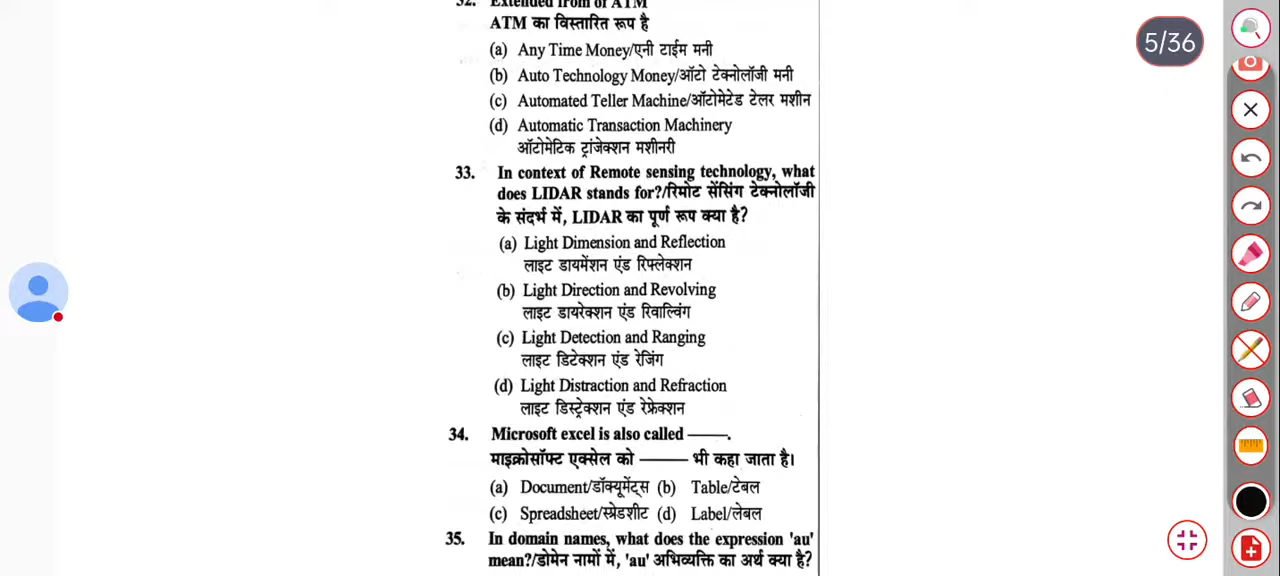 32. Extended from of ATM
ATM का विस्तारित रूप है
(a) Any Time Money/एनी टाईम मनी
(b) Auto Technology Money/ऑटो टेक्नोलॉजी मनी
(c) Automated Teller Machine/ऑटोमेटेड टेलर मशीन
(d) Automatic Transaction Machinery
ऑटोमेटिक ट्रांजेक्शन मशीनरी
33. In context of Remote sensing technology, what
does LIDAR stands for?/रिमोट सेंसिंग टेक्नोलॉजी
के संदर्भ में, LIDAR का पूर्ण रूप क्या है?
(a) Light Dimension and Reflection
लाइट डायमेंशन एंड रिफ्लेक्शन
(b) Light Direction and Revolving
लाइट डायरेक्शन एंड रिवाल्विंग
(c) Light Detection and Ranging
लाइट डिटेक्शन एंड रेजिंग
(d) Light Distraction and Refraction
लाइट डिस्ट्रेक्शन एंड रेफ्रेक्शन
34. Microsoft excel is also called ——.
माइक्रोसॉफ्ट एक्सेल को —— भी कहा जाता है।
(a) Document/डॉक्यूमेंट्स (b) Table/टेबल
(c) Spreadsheet/स्प्रेडशीट (d) Label/लेबल
35. In domain names, what does the expression 'au'
mean?/डोमेन नामों में, 'au' अभिव्यक्ति का अर्थ क्या है?
5/36